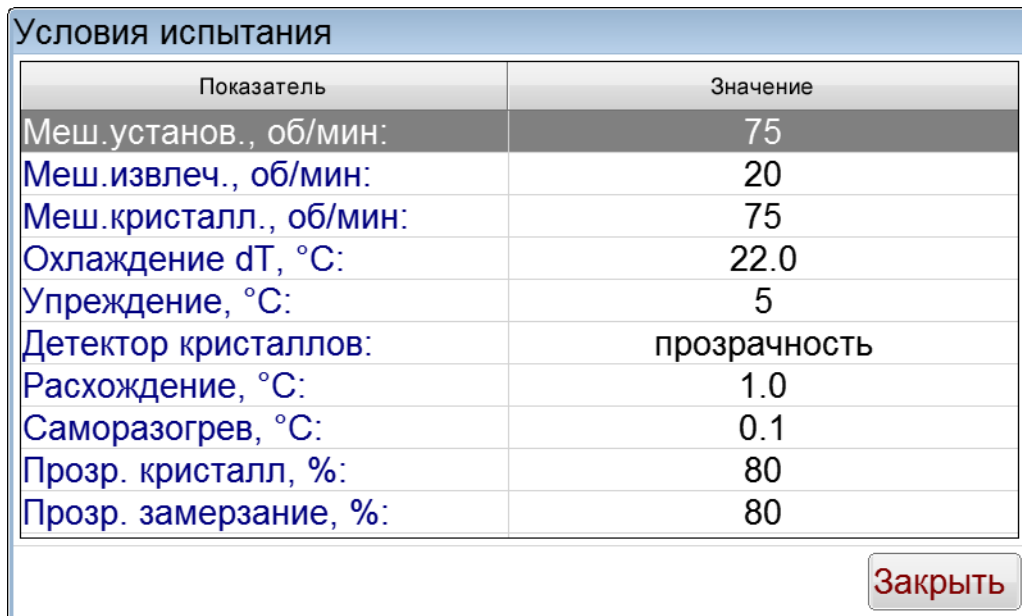 Условия испытания
Показатель Значение
Меш.установ., об/мин: 75
Меш.извлеч., об/мин: 20
Меш.кристалл., об/мин: 75
Охлаждение dT, °C: 22.0
Упреждение, °C: 5
Детектор кристаллов: прозрачность
Расхождение, °C: 1.0
Саморазогрев, °C: 0.1
Прозр. кристалл, %: 80
Прозр. замерзание, %: 80
Закрыть